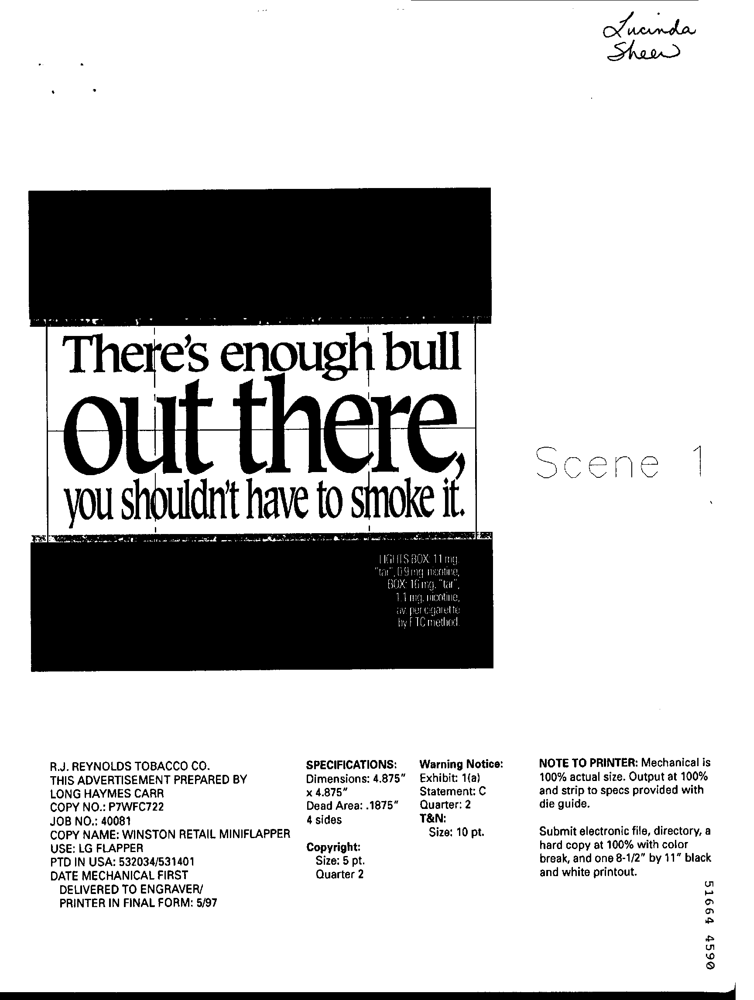 Lucinda
Sheen
There's enough bull
out there,
you shouldn't have to smoke it.
Scene 1
LIGHTS BOX: 11 mg.
"tar", 0.9 mg. nicotine,
BOX: 16 mg. "tar",
1.1 mg. nicotine,
av. per cigarette
by FTC method.
R.J. REYNOLDS TOBACCO CO.
THIS ADVERTISEMENT PREPARED BY
LONG HAYMES CARR
COPY NO.: P7WFC722
JOB NO.: 40081
COPY NAME: WINSTON RETAIL MINIFLAPPER
USE: LG FLAPPER
PTD IN USA: 532034/531401
DATE MECHANICAL FIRST
DELIVERED TO ENGRAVER/
PRINTER IN FINAL FORM: 5/97
SPECIFICATIONS:
Dimensions: 4.875"
x 4.875"
Dead Area: .1875"
4 sides
Copyright:
Size: 5 pt.
Quarter 2
Warning Notice:
Exhibit: 1(a)
Statement: C
Quarter: 2
T&N:
Size: 10 pt.
NOTE TO PRINTER: Mechanical is
100% actual size. Output at 100%
and strip to specs provided with
die guide.
Submit electronic file, directory, a
hard copy at 100% with color
break, and one 8-1/2" by 11" black
and white printout.
51664 4590